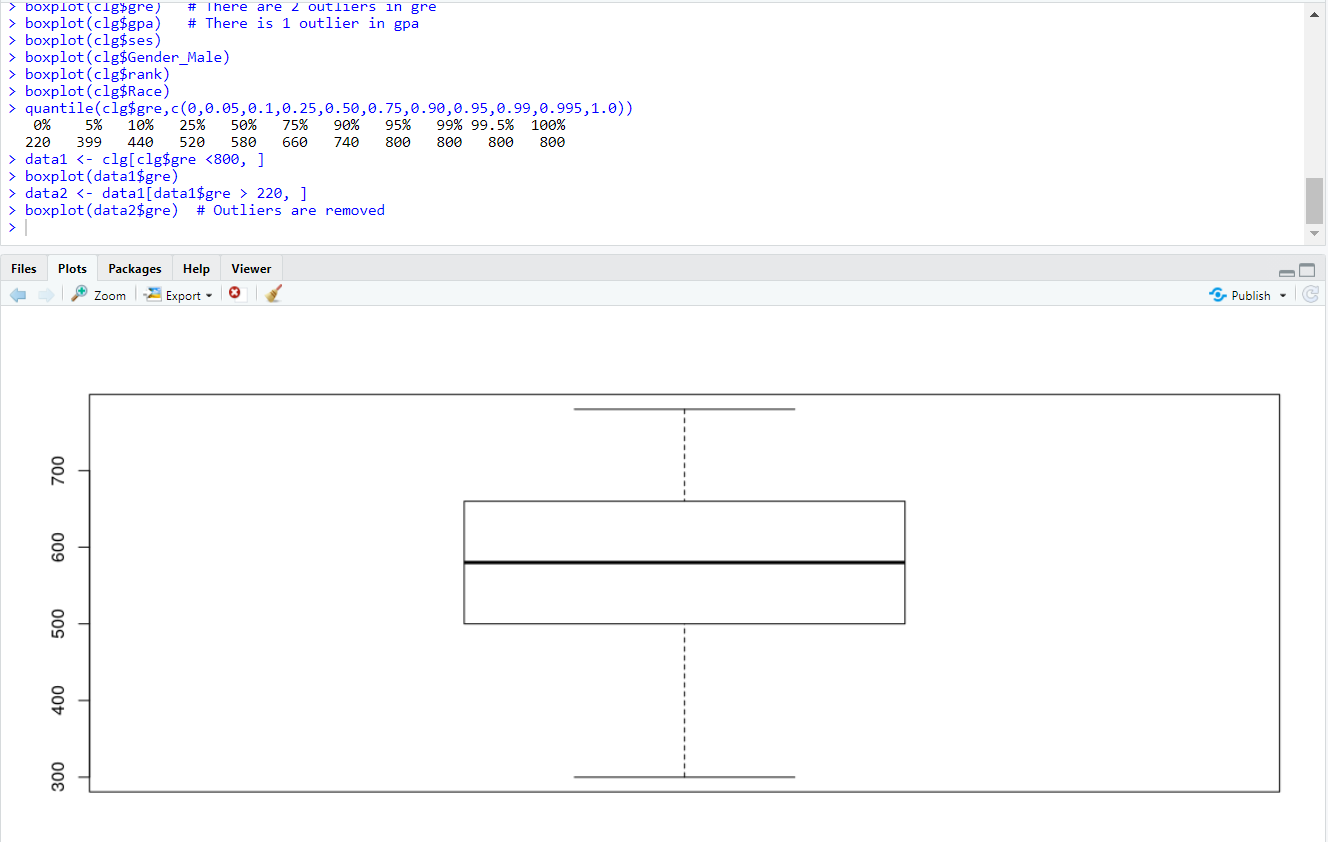 > boxplot(clg$gre)   # There are 2 outliers in gre
> boxplot(clg$gpa)   # There is 1 outlier in gpa
> boxplot(clg$ses)
> boxplot(clg$Gender_Male)
> boxplot(clg$rank)
> boxplot(clg$Race)
> quantile(clg$gre,c(0,0.05,0.1,0.25,0.50,0.75,0.90,0.95,0.99,0.995,1.0))
   0%    5%   10%   25%   50%   75%   90%   95%   99% 99.5%  100%
  220   399   440   520   580   660   740   800   800   800   800
> data1 <- clg[clg$gre <800, ]
> boxplot(data1$gre)
> data2 <- data1[data1$gre > 220, ]
> boxplot(data2$gre)  # Outliers are removed
>
Files Plots Packages Help Viewer
Zoom Export Publish
700
600
500
400
300